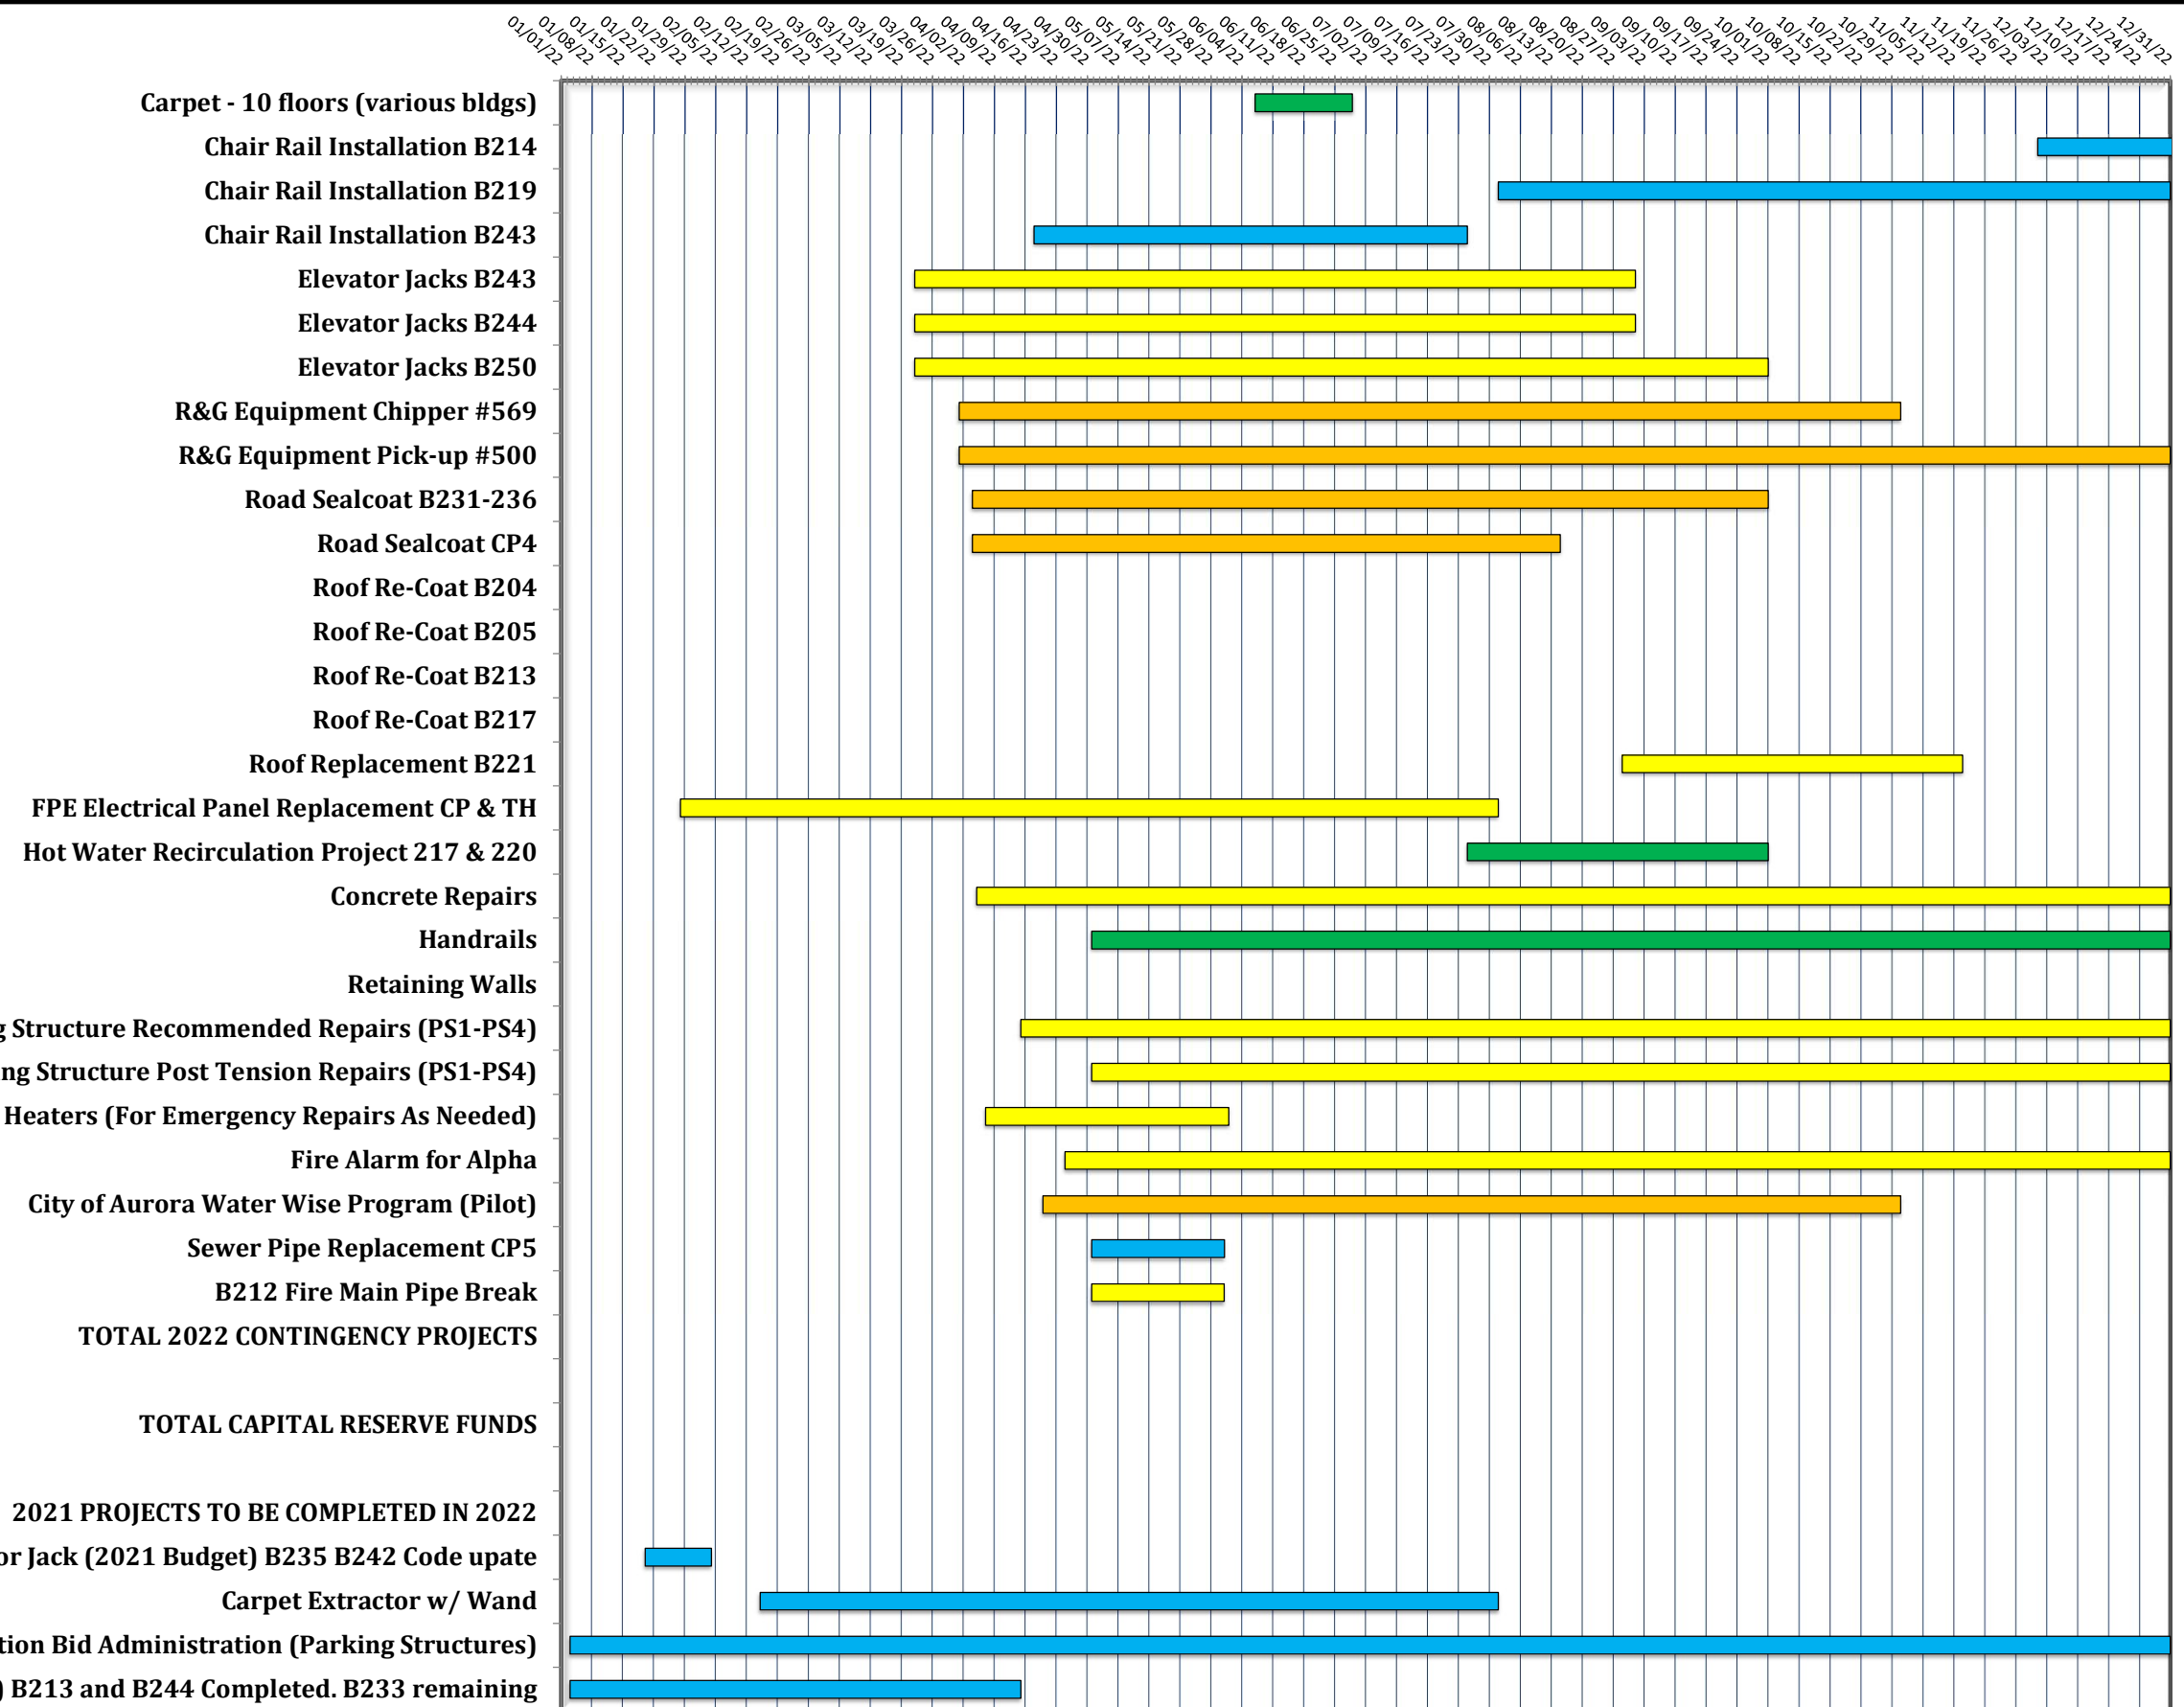 01/01/22
01/08/22
01/15/22
01/22/22
01/29/22
02/05/22
02/12/22
02/19/22
02/26/22
03/05/22
03/12/22
03/19/22
03/26/22
04/02/22
04/09/22
04/16/22
04/23/22
04/30/22
05/07/22
05/14/22
05/21/22
05/28/22
06/04/22
06/11/22
06/18/22
06/25/22
07/02/22
07/09/22
07/16/22
07/23/22
07/30/22
08/06/22
08/13/22
08/20/22
08/27/22
09/03/22
09/10/22
09/17/22
09/24/22
10/01/22
10/08/22
10/15/22
10/22/22
10/29/22
11/05/22
11/12/22
11/19/22
11/26/22
12/03/22
12/10/22
12/17/22
12/24/22
12/31/22
Carpet - 10 floors (various bldgs)
Chair Rail Installation B214
Chair Rail Installation B219
Chair Rail Installation B243
Elevator Jacks B243
Elevator Jacks B244
Elevator Jacks B250
R&G Equipment Chipper #569
R&G Equipment Pick-up #500
Road Sealcoat B231-236
Road Sealcoat CP4
Roof Re-Coat B204
Roof Re-Coat B205
Roof Re-Coat B213
Roof Re-Coat B217
Roof Replacement B221
FPE Electrical Panel Replacement CP & TH
Hot Water Recirculation Project 217 & 220
Concrete Repairs
Handrails
Retaining Walls
g Structure Recommended Repairs (PS1-PS4)
ng Structure Post Tension Repairs (PS1-PS4)
Heaters (For Emergency Repairs As Needed)
Fire Alarm for Alpha
City of Aurora Water Wise Program (Pilot)
Sewer Pipe Replacement CP5
B212 Fire Main Pipe Break
TOTAL 2022 CONTINGENCY PROJECTS
TOTAL CAPITAL RESERVE FUNDS
2021 PROJECTS TO BE COMPLETED IN 2022
or Jack (2021 Budget) B235 B242 Code upate
Carpet Extractor w/ Wand
tion Bid Administration (Parking Structures)
) B213 and B244 Completed. B233 remaining